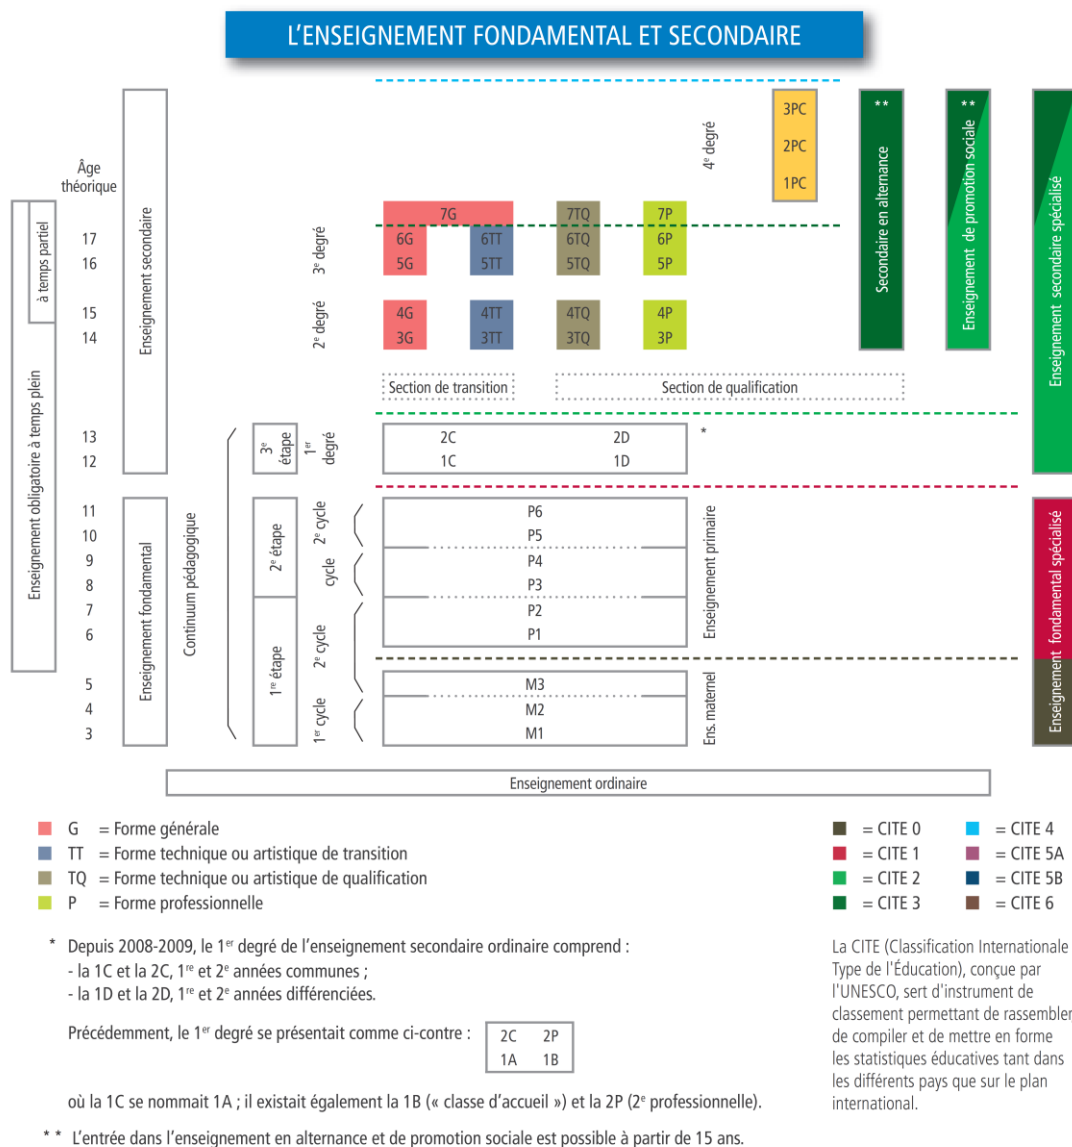 L'ENSEIGNEMENT FONDAMENTAL ET SECONDAIRE
Âge
théorique
17
16
15
14
13
12
11
10
9
8
7
6
5
4
3
Enseignement obligatoire à temps plein
à temps partiel
Enseignement secondaire
Enseignement fondamental
Continuum pédagogique
3e étape
2e étape
1re étape
4e degré
3e degré
2e degré
1er degré
2e cycle
cycle
2e cycle
1er cycle
3PC
2PC
1PC
7G 7TQ 7P
6G 6TT 6TQ 6P
5G 5TT 5TQ 5P
4G 4TT 4TQ 4P
3G 3TT 3TQ 3P
Section de transition Section de qualification
2C 2D *
1C 1D
P6
P5
P4
P3
P2
P1
M3
M2
M1
Enseignement primaire
Ens. maternel
** Secondaire en alternance
** Enseignement de promotion sociale
Enseignement secondaire spécialisé
Enseignement fondamental spécialisé
Enseignement ordinaire
G = Forme générale
TT = Forme technique ou artistique de transition
TQ = Forme technique ou artistique de qualification
P = Forme professionnelle
= CITE 0 = CITE 4
= CITE 1 = CITE 5A
= CITE 2 = CITE 5B
= CITE 3 = CITE 6
* Depuis 2008-2009, le 1er degré de l'enseignement secondaire ordinaire comprend :
- la 1C et la 2C, 1re et 2e années communes ;
- la 1D et la 2D, 1re et 2e années différenciées.
Précédemment, le 1er degré se présentait comme ci-contre :
2C 2P
1A 1B
où la 1C se nommait 1A ; il existait également la 1B (« classe d'accueil ») et la 2P (2e professionnelle).
* * L'entrée dans l'enseignement en alternance et de promotion sociale est possible à partir de 15 ans.
La CITE (Classification Internationale
Type de l'Éducation), conçue par
l'UNESCO, sert d'instrument de
classement permettant de rassembler
de compiler et de mettre en forme
les statistiques éducatives tant dans
les différents pays que sur le plan
international.